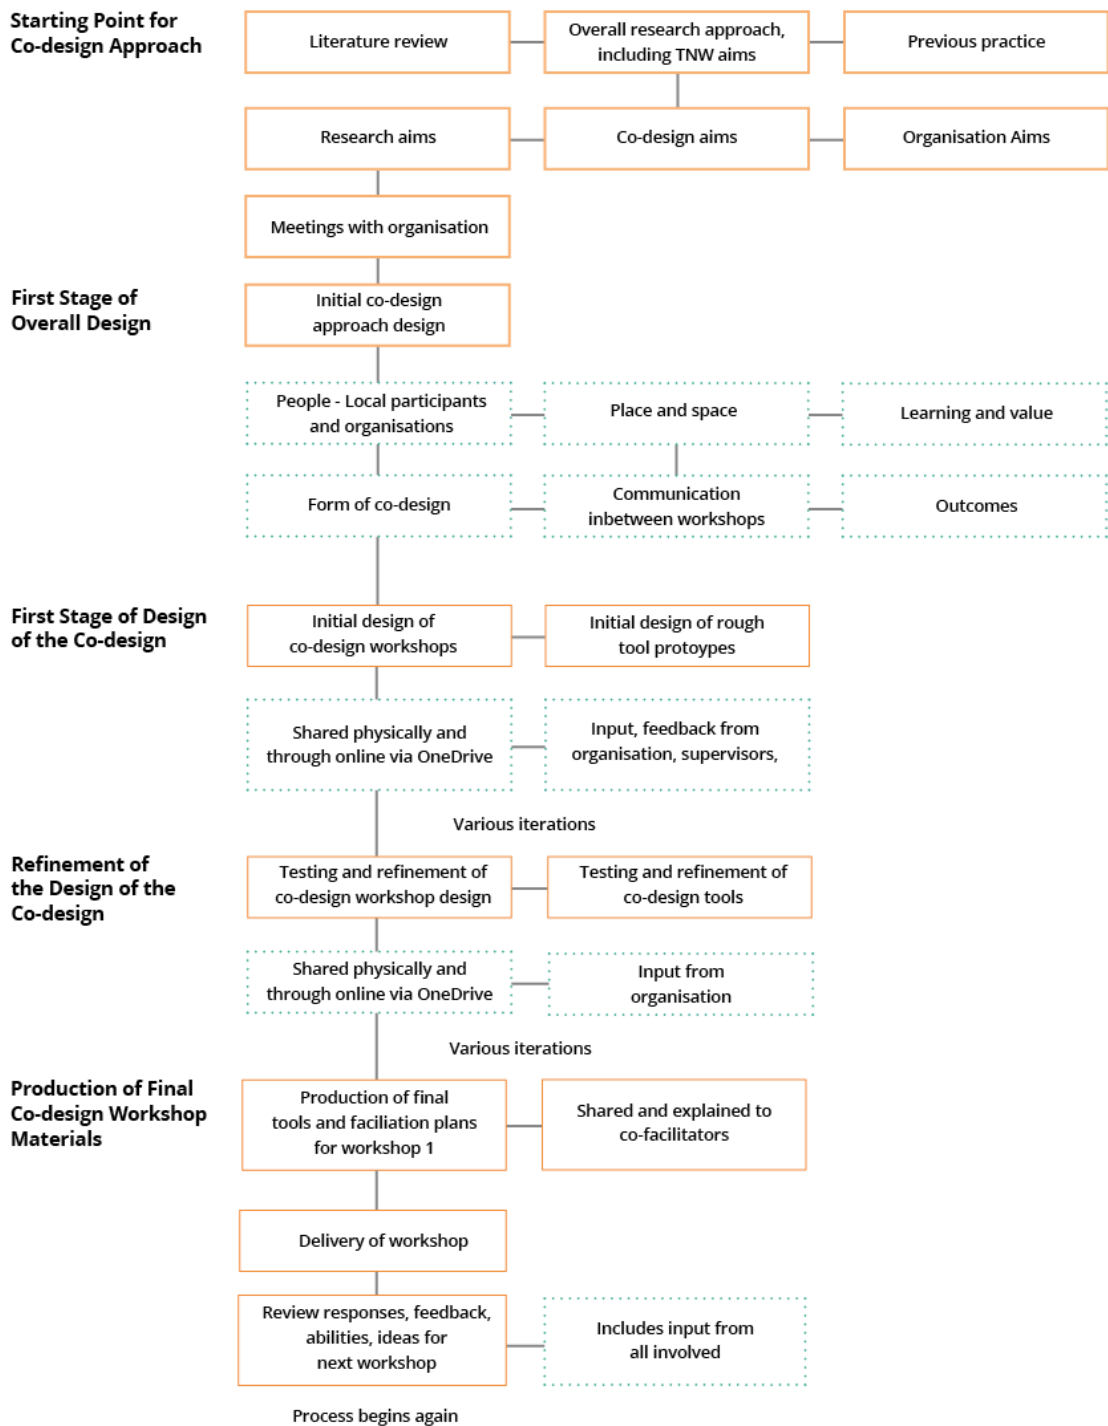 Starting Point for
Co-design Approach
Literature review
Overall research approach,
including TNW aims
Previous practice
Research aims
Co-design aims
Organisation Aims
Meetings with organisation
First Stage of
Overall Design
Initial co-design
approach design
People - Local participants
and organisations
Place and space
Learning and value
Form of co-design
Communication
inbetween workshops
Outcomes
First Stage of Design
of the Co-design
Initial design of
co-design workshops
Initial design of rough
tool protoypes
Shared physically and
through online via OneDrive
Input, feedback from
organisation, supervisors,
Various iterations
Refinement of
the Design of the
Co-design
Testing and refinement of
co-design workshop design
Testing and refinement of
co-design tools
Shared physically and
through online via OneDrive
Input from
organisation
Various iterations
Production of Final
Co-design Workshop
Materials
Production of final
tools and faciliation plans
for workshop 1
Shared and explained to
co-facilitators
Delivery of workshop
Review responses, feedback,
abilities, ideas for
next workshop
Includes input from
all involved
Process begins again